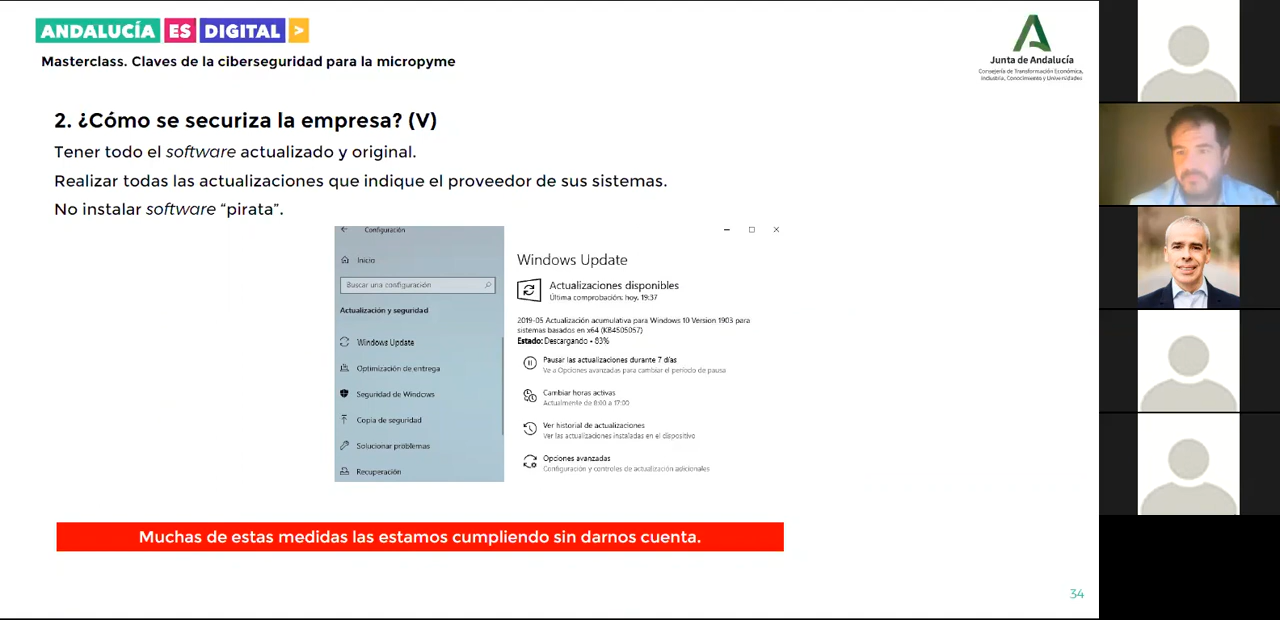 ANDALUCÍA ES DIGITAL >
Masterclass. Claves de la ciberseguridad para la micropyme
Junta de Andalucía
Consejería de Transformación Económica,
Industria, Conocimiento y Universidades
2. ¿Cómo se securiza la empresa? (V)
Tener todo el software actualizado y original.
Realizar todas las actualizaciones que indique el proveedor de sus sistemas.
No instalar software “pirata”.
Configuración
Inicio
Buscar una configuración
Actualización y seguridad
Windows Update
Optimización de entrega
Seguridad de Windows
Copia de seguridad
Solucionar problemas
Recuperación
Windows Update
Actualizaciones disponibles
Última comprobación: hoy, 19:37
2019-05 Actualización acumulativa para Windows 10 Version 1903 para
sistemas basados en x64 (KB4505057)
Estado: Descargando - 83%
Pausar las actualizaciones durante 7 días
Ve a Opciones avanzadas para cambiar el período de pausa
Cambiar horas activas
Actualmente de 8:00 a 17:00
Ver historial de actualizaciones
Ver las actualizaciones instaladas en el dispositivo
Opciones avanzadas
Configuración y controles de actualización adicionales
Muchas de estas medidas las estamos cumpliendo sin darnos cuenta.
34